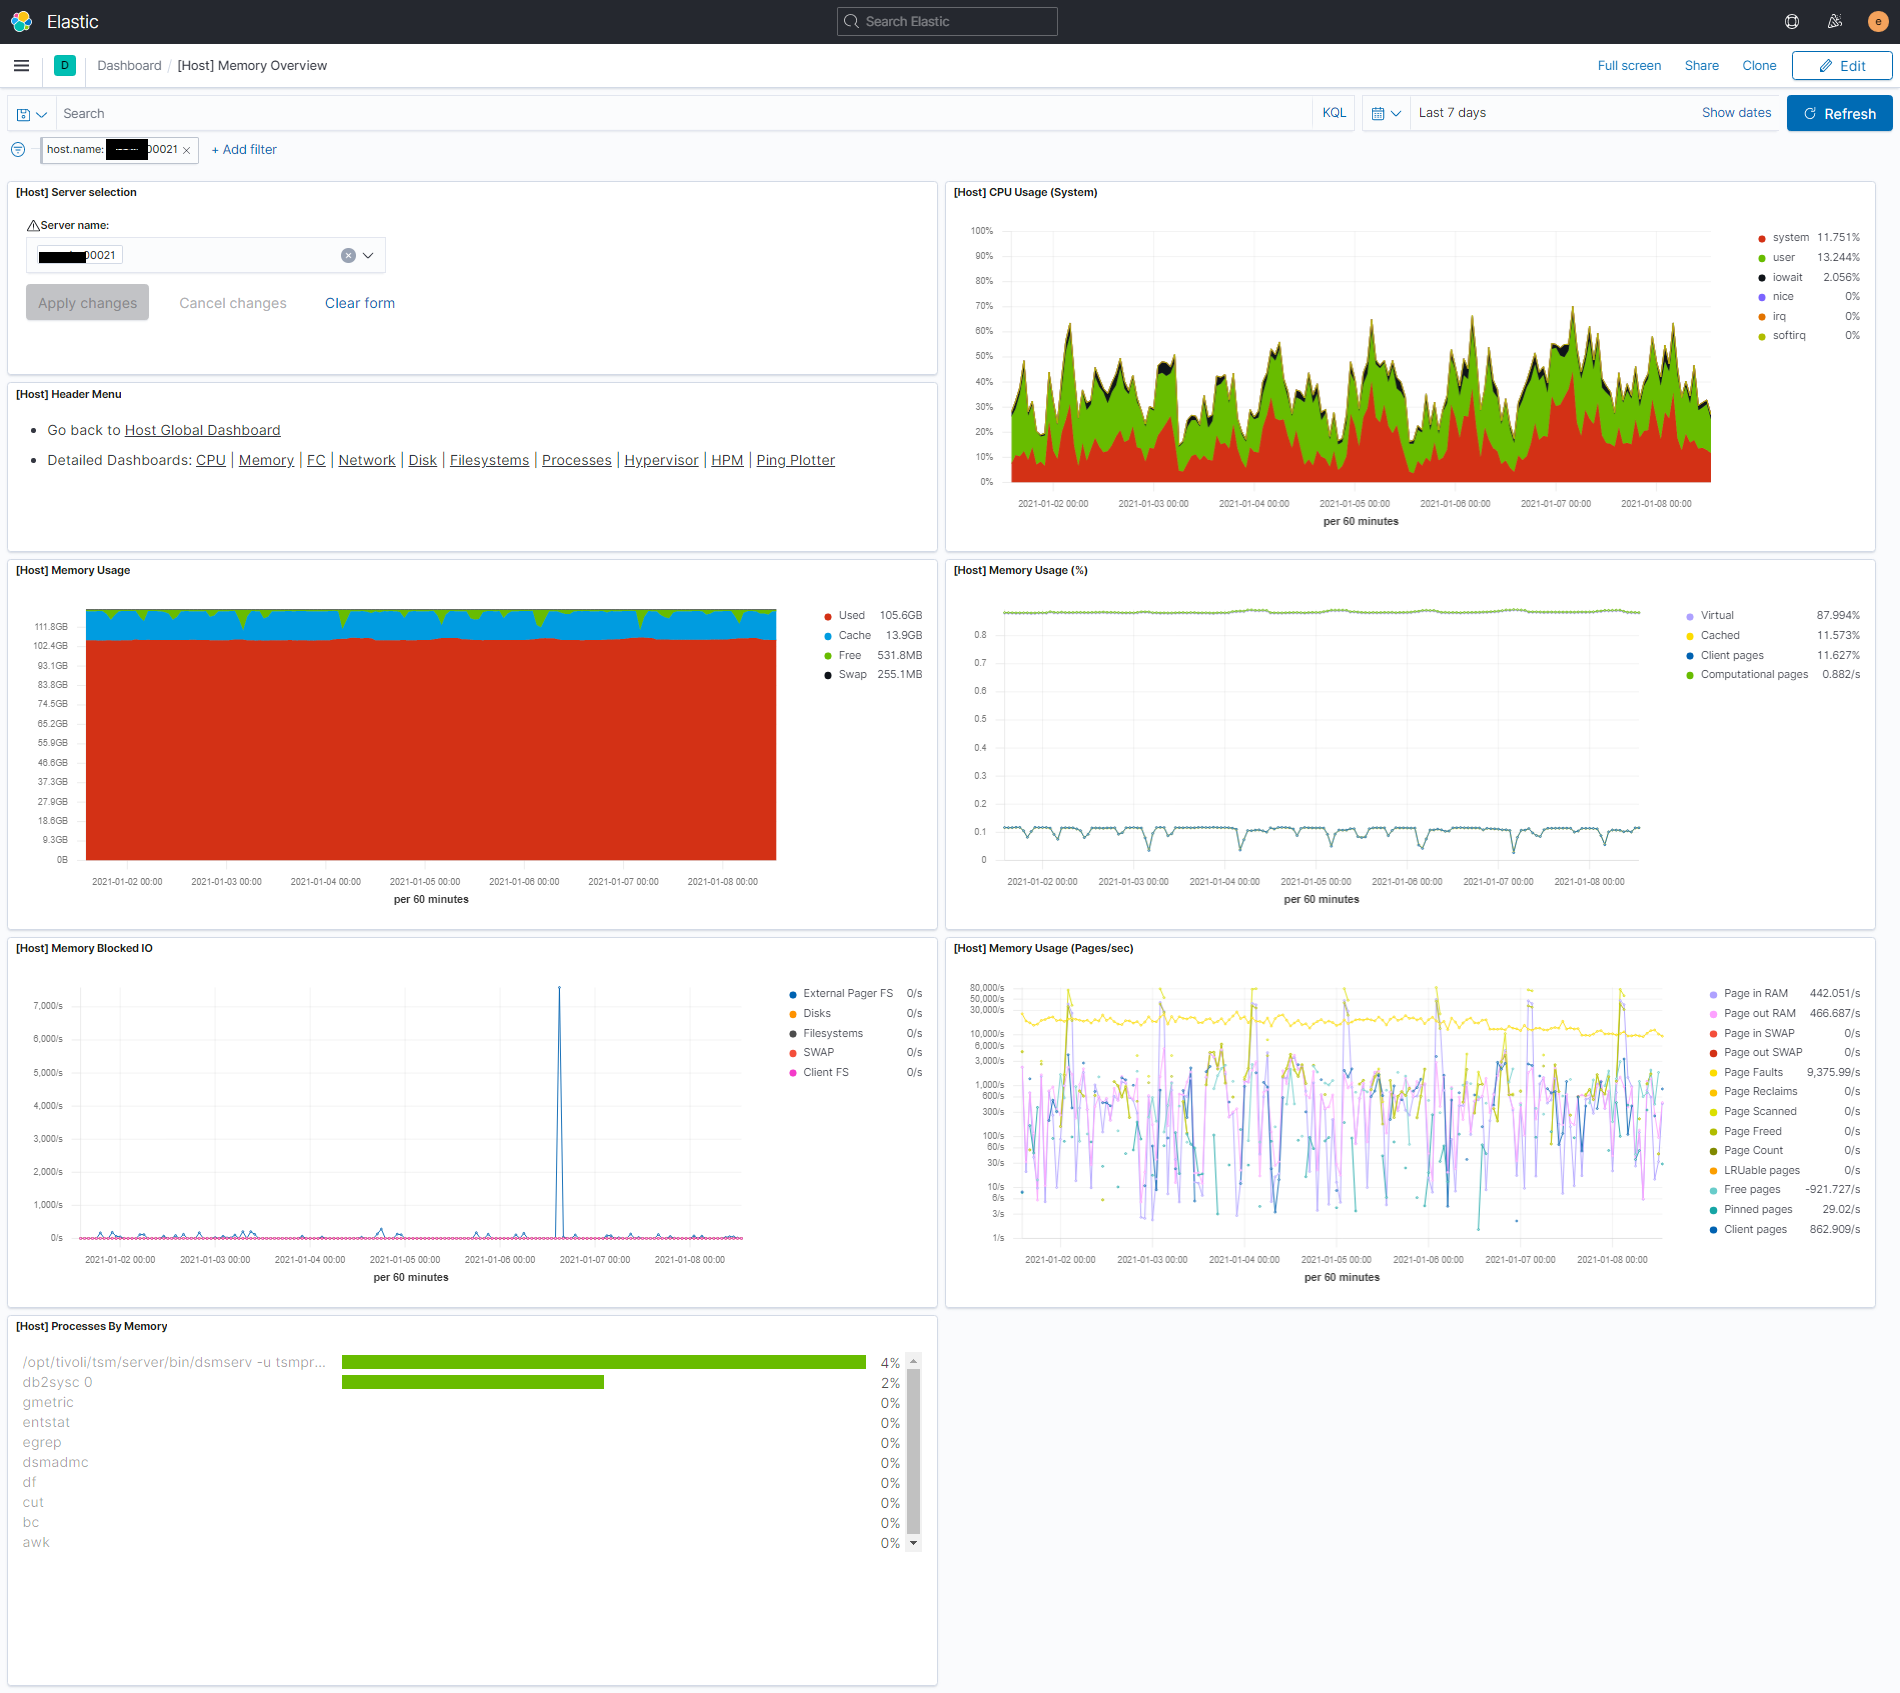 Elastic
Search Elastic
e
D
Dashboard / [Host] Memory Overview
Full screen
Share
Clone
Edit
Search
KQL
Last 7 days
Show dates
Refresh
host.name: 00021 ×
+ Add filter
[Host] Server selection
Server name:
00021
Apply changes
Cancel changes
Clear form
[Host] CPU Usage (System)
100%
90%
80%
70%
60%
50%
40%
30%
20%
10%
0%
2021-01-02 00:00
2021-01-03 00:00
2021-01-04 00:00
2021-01-05 00:00
2021-01-06 00:00
2021-01-07 00:00
2021-01-08 00:00
per 60 minutes
system 11.751%
user 13.244%
iowait 2.056%
nice 0%
irq 0%
softirq 0%
[Host] Header Menu
• Go back to Host Global Dashboard
• Detailed Dashboards: CPU | Memory | FC | Network | Disk | Filesystems | Processes | Hypervisor | HPM | Ping Plotter
[Host] Memory Usage
111.8GB
102.4GB
93.1GB
83.8GB
74.5GB
65.2GB
55.9GB
46.6GB
37.3GB
27.9GB
18.6GB
9.3GB
0B
2021-01-02 00:00
2021-01-03 00:00
2021-01-04 00:00
2021-01-05 00:00
2021-01-06 00:00
2021-01-07 00:00
2021-01-08 00:00
per 60 minutes
Used 105.6GB
Cache 13.9GB
Free 531.8MB
Swap 255.1MB
[Host] Memory Usage (%)
0.8
0.7
0.6
0.5
0.4
0.3
0.2
0.1
0
2021-01-02 00:00
2021-01-03 00:00
2021-01-04 00:00
2021-01-05 00:00
2021-01-06 00:00
2021-01-07 00:00
2021-01-08 00:00
per 60 minutes
Virtual 87.994%
Cached 11.573%
Client pages 11.627%
Computational pages 0.882/s
[Host] Memory Blocked IO
7,000/s
6,000/s
5,000/s
4,000/s
3,000/s
2,000/s
1,000/s
0/s
2021-01-02 00:00
2021-01-03 00:00
2021-01-04 00:00
2021-01-05 00:00
2021-01-06 00:00
2021-01-07 00:00
2021-01-08 00:00
per 60 minutes
External Pager FS 0/s
Disks 0/s
Filesystems 0/s
SWAP 0/s
Client FS 0/s
[Host] Memory Usage (Pages/sec)
80,000/s
50,000/s
30,000/s
10,000/s
6,000/s
3,000/s
1,000/s
600/s
300/s
100/s
60/s
30/s
10/s
6/s
3/s
1/s
2021-01-02 00:00
2021-01-03 00:00
2021-01-04 00:00
2021-01-05 00:00
2021-01-06 00:00
2021-01-07 00:00
2021-01-08 00:00
per 60 minutes
Page in RAM 442.051/s
Page out RAM 466.687/s
Page in SWAP 0/s
Page out SWAP 0/s
Page Faults 9,375.99/s
Page Reclaims 0/s
Page Scanned 0/s
Page Freed 0/s
Page Count 0/s
LRUable pages 0/s
Free pages -921.727/s
Pinned pages 29.02/s
Client pages 862.909/s
[Host] Processes By Memory
/opt/tivoli/tsm/server/bin/dsmserv -u tsmpr... 4%
db2sysc 0 2%
gmetric 0%
entstat 0%
egrep 0%
dsmadmc 0%
df 0%
cut 0%
bc 0%
awk 0%